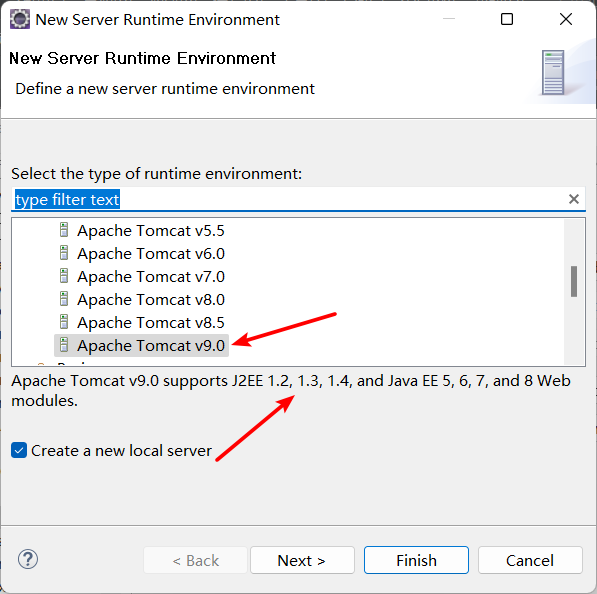 New Server Runtime Environment
New Server Runtime Environment
Define a new server runtime environment
Select the type of runtime environment:
type filter text
Apache Tomcat v5.5
Apache Tomcat v6.0
Apache Tomcat v7.0
Apache Tomcat v8.0
Apache Tomcat v8.5
Apache Tomcat v9.0
Apache Tomcat v9.0 supports J2EE 1.2, 1.3, 1.4, and Java EE 5, 6, 7, and 8 Web
modules.
Create a new local server
< Back
Next >
Finish
Cancel